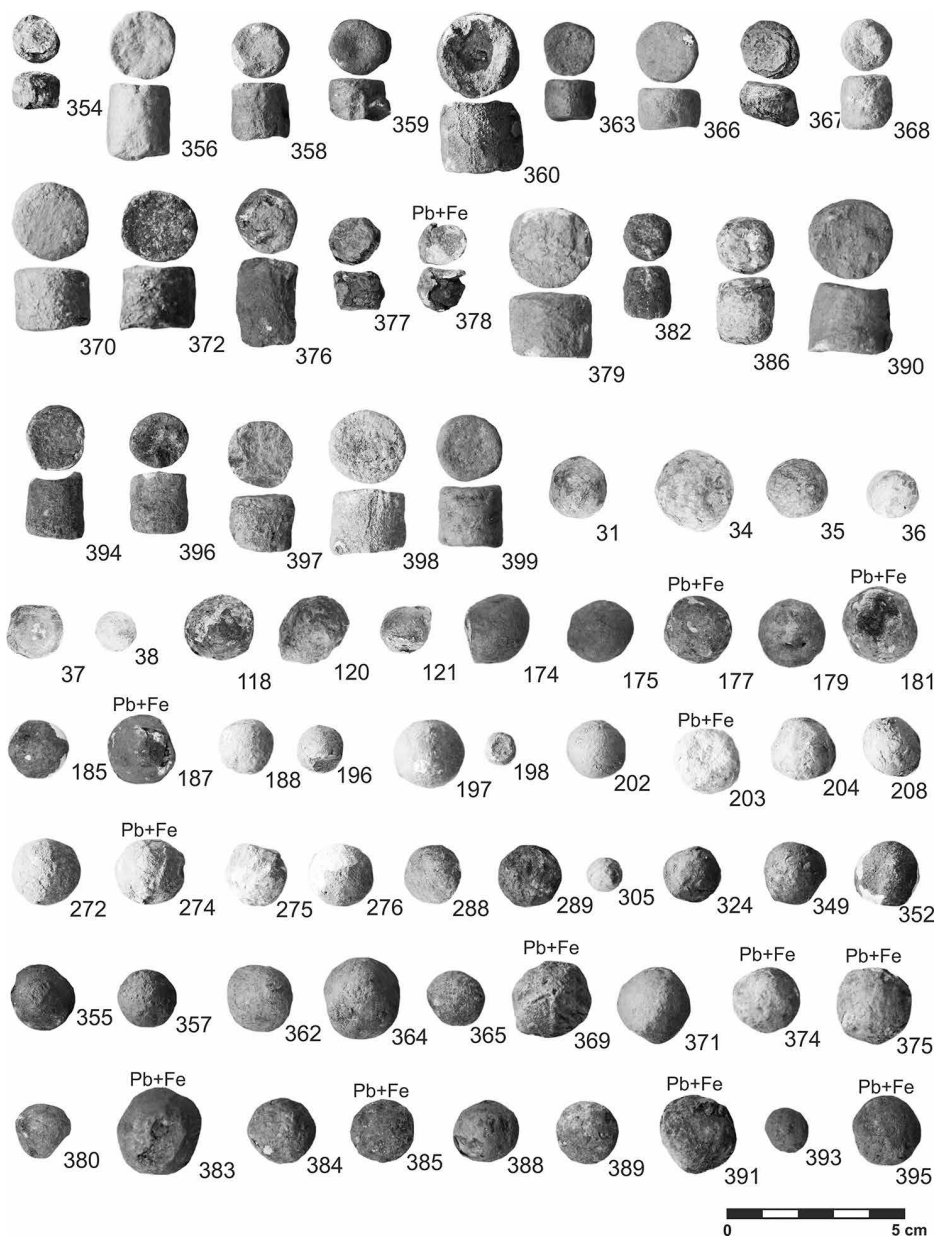 354 356 358 359 360 363 366 367 368
Pb+Fe
370 372 376 377 378 379 382 386 390
394 396 397 398 399 31 34 35 36
Pb+Fe Pb+Fe
37 38 118 120 121 174 175 177 179 181
Pb+Fe Pb+Fe
185 187 188 196 197 198 202 203 204 208
Pb+Fe
272 274 275 276 288 289 305 324 349 352
Pb+Fe Pb+Fe Pb+Fe
355 357 362 364 365 369 371 374 375
Pb+Fe Pb+Fe Pb+Fe Pb+Fe
380 383 384 385 388 389 391 393 395
0 5 cm